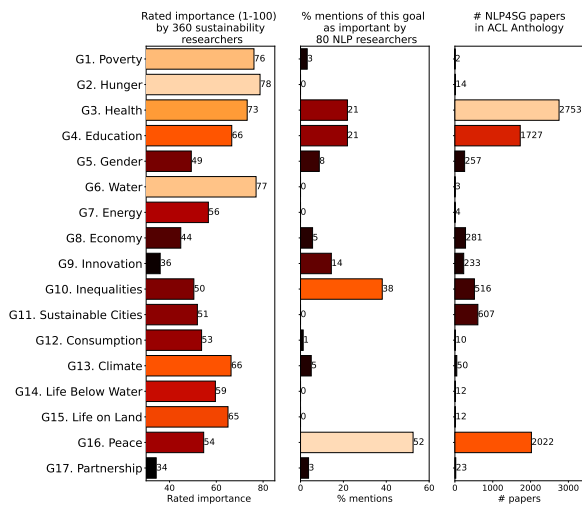 Rated importance (1-100)
by 360 sustainability
researchers
% mentions of this goal
as important by
80 NLP researchers
# NLP4SG papers
in ACL Anthology
G1. Poverty 76 3 2
G2. Hunger 78 0 14
G3. Health 73 21 2753
G4. Education 66 21 1727
G5. Gender 49 8 257
G6. Water 77 0 3
G7. Energy 56 0 4
G8. Economy 44 5 281
G9. Innovation 36 14 233
G10. Inequalities 50 38 516
G11. Sustainable Cities 51 0 607
G12. Consumption 53 1 10
G13. Climate 66 5 50
G14. Life Below Water 59 0 12
G15. Life on Land 65 0 12
G16. Peace 54 52 2022
G17. Partnership 34 3 23
40 60 80 0 20 40 60 0 1000 2000 3000
Rated importance % mentions # papers